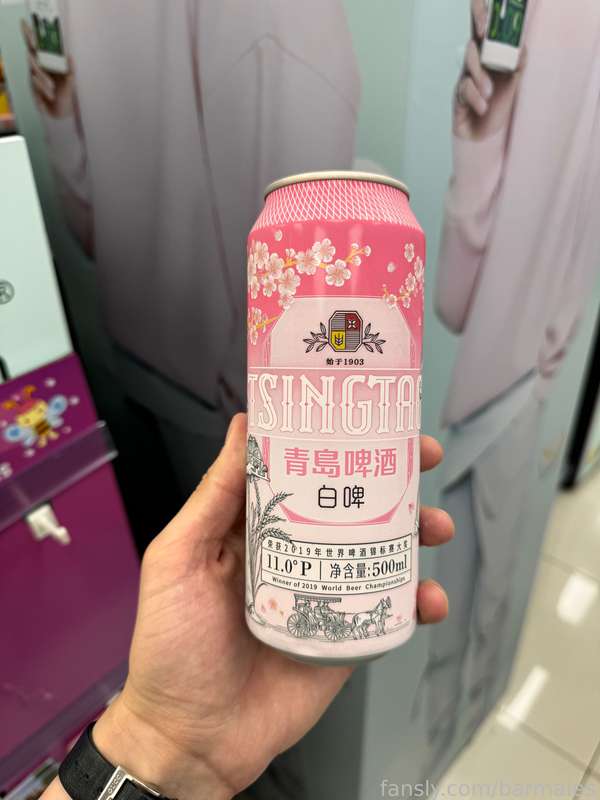 始于1903
TSINGTAO
青島啤酒
白啤
荣获2019年世界啤酒锦标赛大奖
11.0°P | 净含量:500ml
Winner of 2019 World Beer Championships
fansly.com/barmales